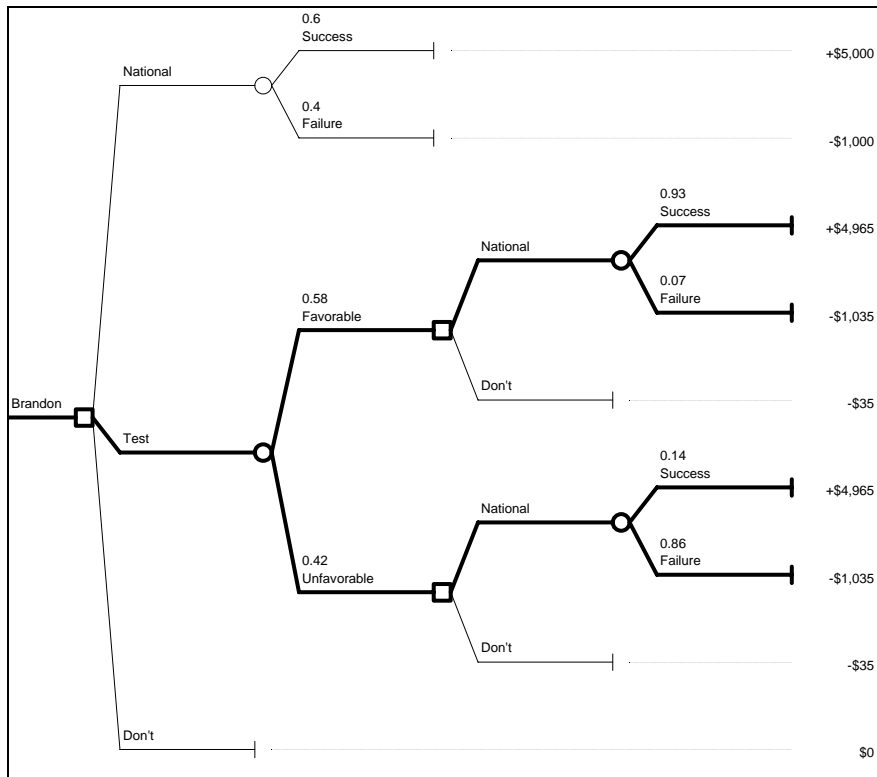 0.6
Success
+$5,000
National
0.4
Failure
-$1,000
0.93
Success
+$4,965
National
0.58
Favorable
0.07
Failure
-$1,035
Don't
-$35
Brandon
Test
0.14
Success
+$4,965
National
0.42
Unfavorable
0.86
Failure
-$1,035
Don't
-$35
Don't
$0